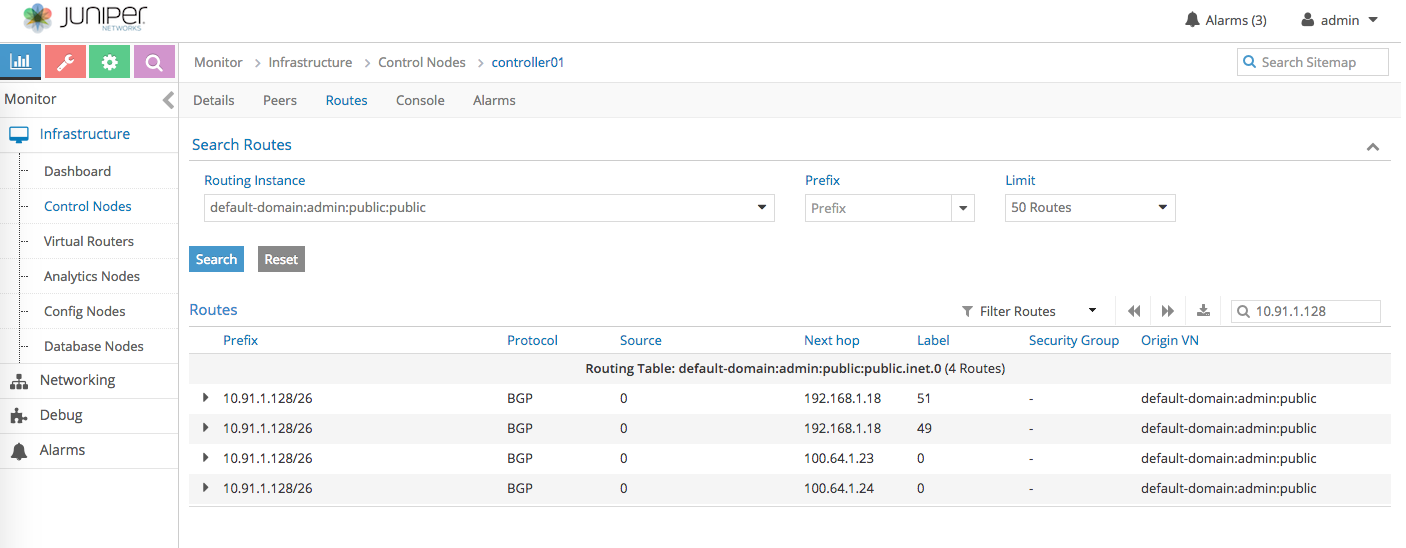 JUNIPER
NETWORKS
Alarms (3)
admin
Monitor
Infrastructure
Control Nodes
controller01
Search Sitemap
Monitor
Details
Peers
Routes
Console
Alarms
Infrastructure
Dashboard
Control Nodes
Virtual Routers
Analytics Nodes
Config Nodes
Database Nodes
Networking
Debug
Alarms
Search Routes
Routing Instance
Prefix
Limit
default-domain:admin:public:public
Prefix
50 Routes
Search
Reset
Routes
Filter Routes
10.91.1.128
Prefix Protocol Source Next hop Label Security Group Origin VN
Routing Table: default-domain:admin:public:public.inet.0 (4 Routes)
10.91.1.128/26 BGP 0 192.168.1.18 51 - default-domain:admin:public
10.91.1.128/26 BGP 0 192.168.1.18 49 - default-domain:admin:public
10.91.1.128/26 BGP 0 100.64.1.23 0 - default-domain:admin:public
10.91.1.128/26 BGP 0 100.64.1.24 0 - default-domain:admin:public